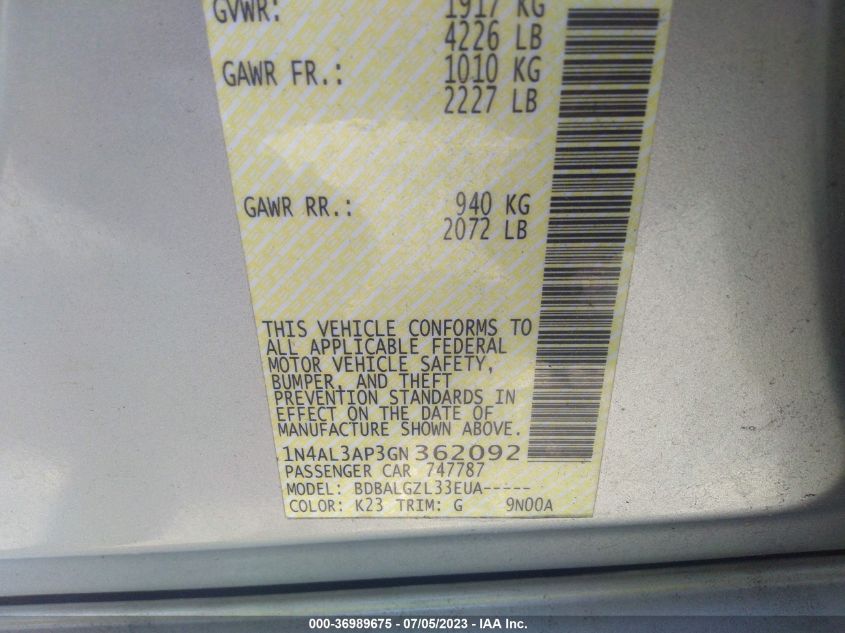 GVWR: 1917 KG
4226 LB
GAWR FR.: 1010 KG
2227 LB
GAWR RR.: 940 KG
2072 LB
THIS VEHICLE CONFORMS TO
ALL APPLICABLE FEDERAL
MOTOR VEHICLE SAFETY,
BUMPER, AND THEFT
PREVENTION STANDARDS IN
EFFECT ON THE DATE OF
MANUFACTURE SHOWN ABOVE.
1N4AL3AP3GN362092
PASSENGER CAR 747787
MODEL: BDBALGZL33EUA-----
COLOR: K23 TRIM: G 9N00A
000-36989675 - 07/05/2023 - IAA Inc.